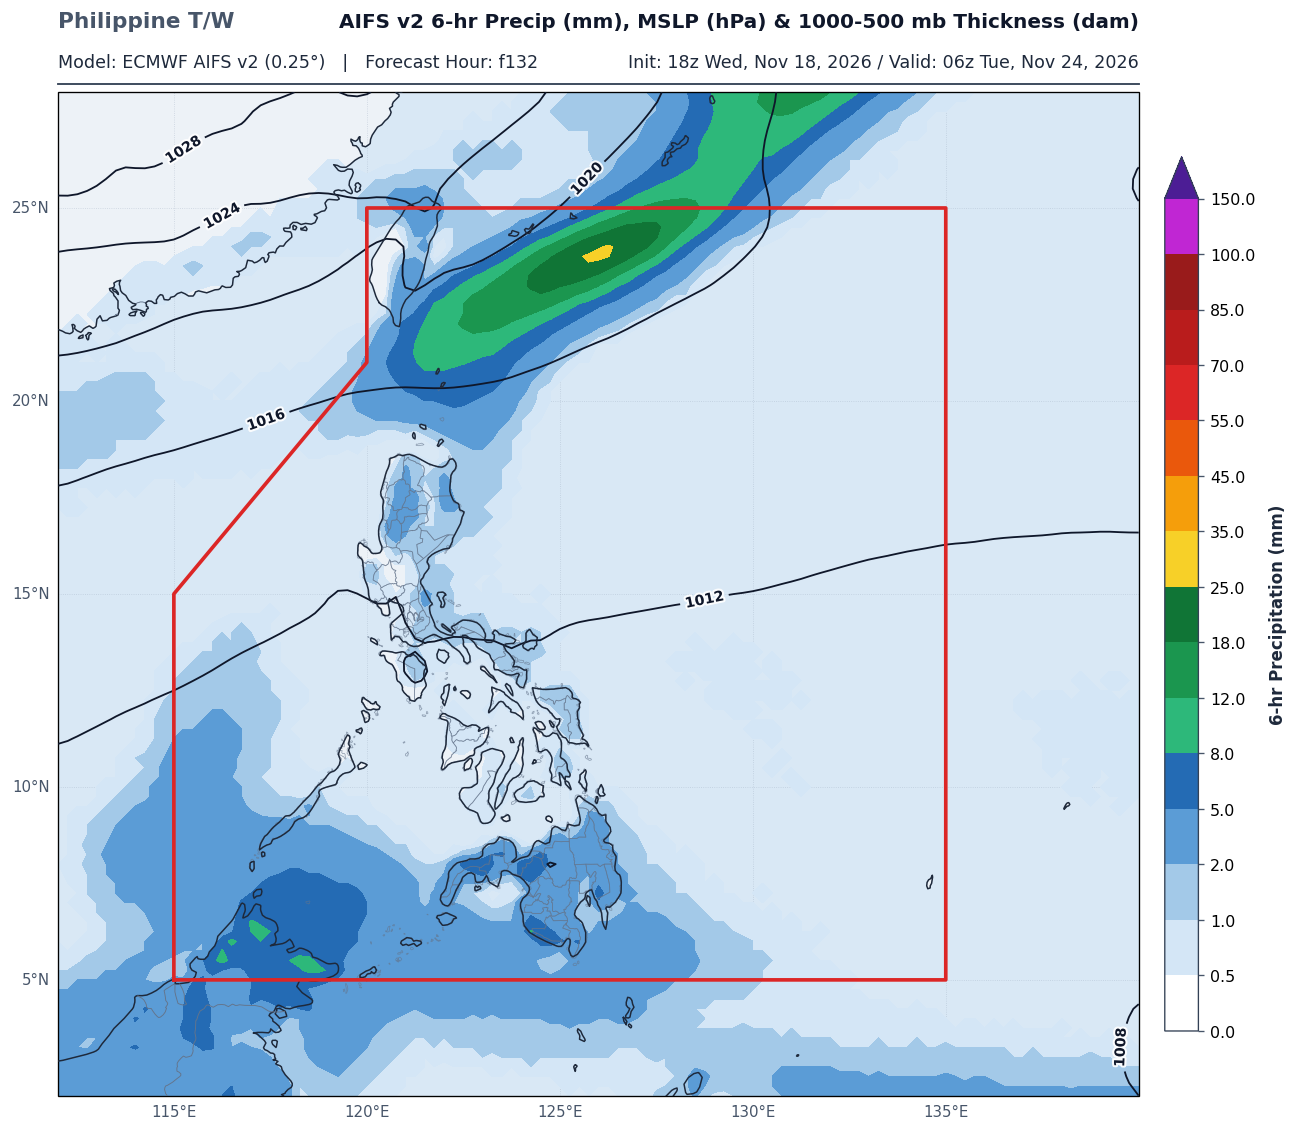 Philippine T/W
AIFS v2 6-hr Precip (mm), MSLP (hPa) & 1000-500 mb Thickness (dam)
Model: ECMWF AIFS v2 (0.25°) | Forecast Hour: f132
Init: 18z Wed, Nov 18, 2026 / Valid: 06z Tue, Nov 24, 2026
1028
1024
1020
1016
1012
1008
25°N
20°N
15°N
10°N
5°N
115°E
120°E
125°E
130°E
135°E
150.0
100.0
85.0
70.0
55.0
45.0
35.0
25.0
18.0
12.0
8.0
5.0
2.0
1.0
0.5
0.0
6-hr Precipitation (mm)